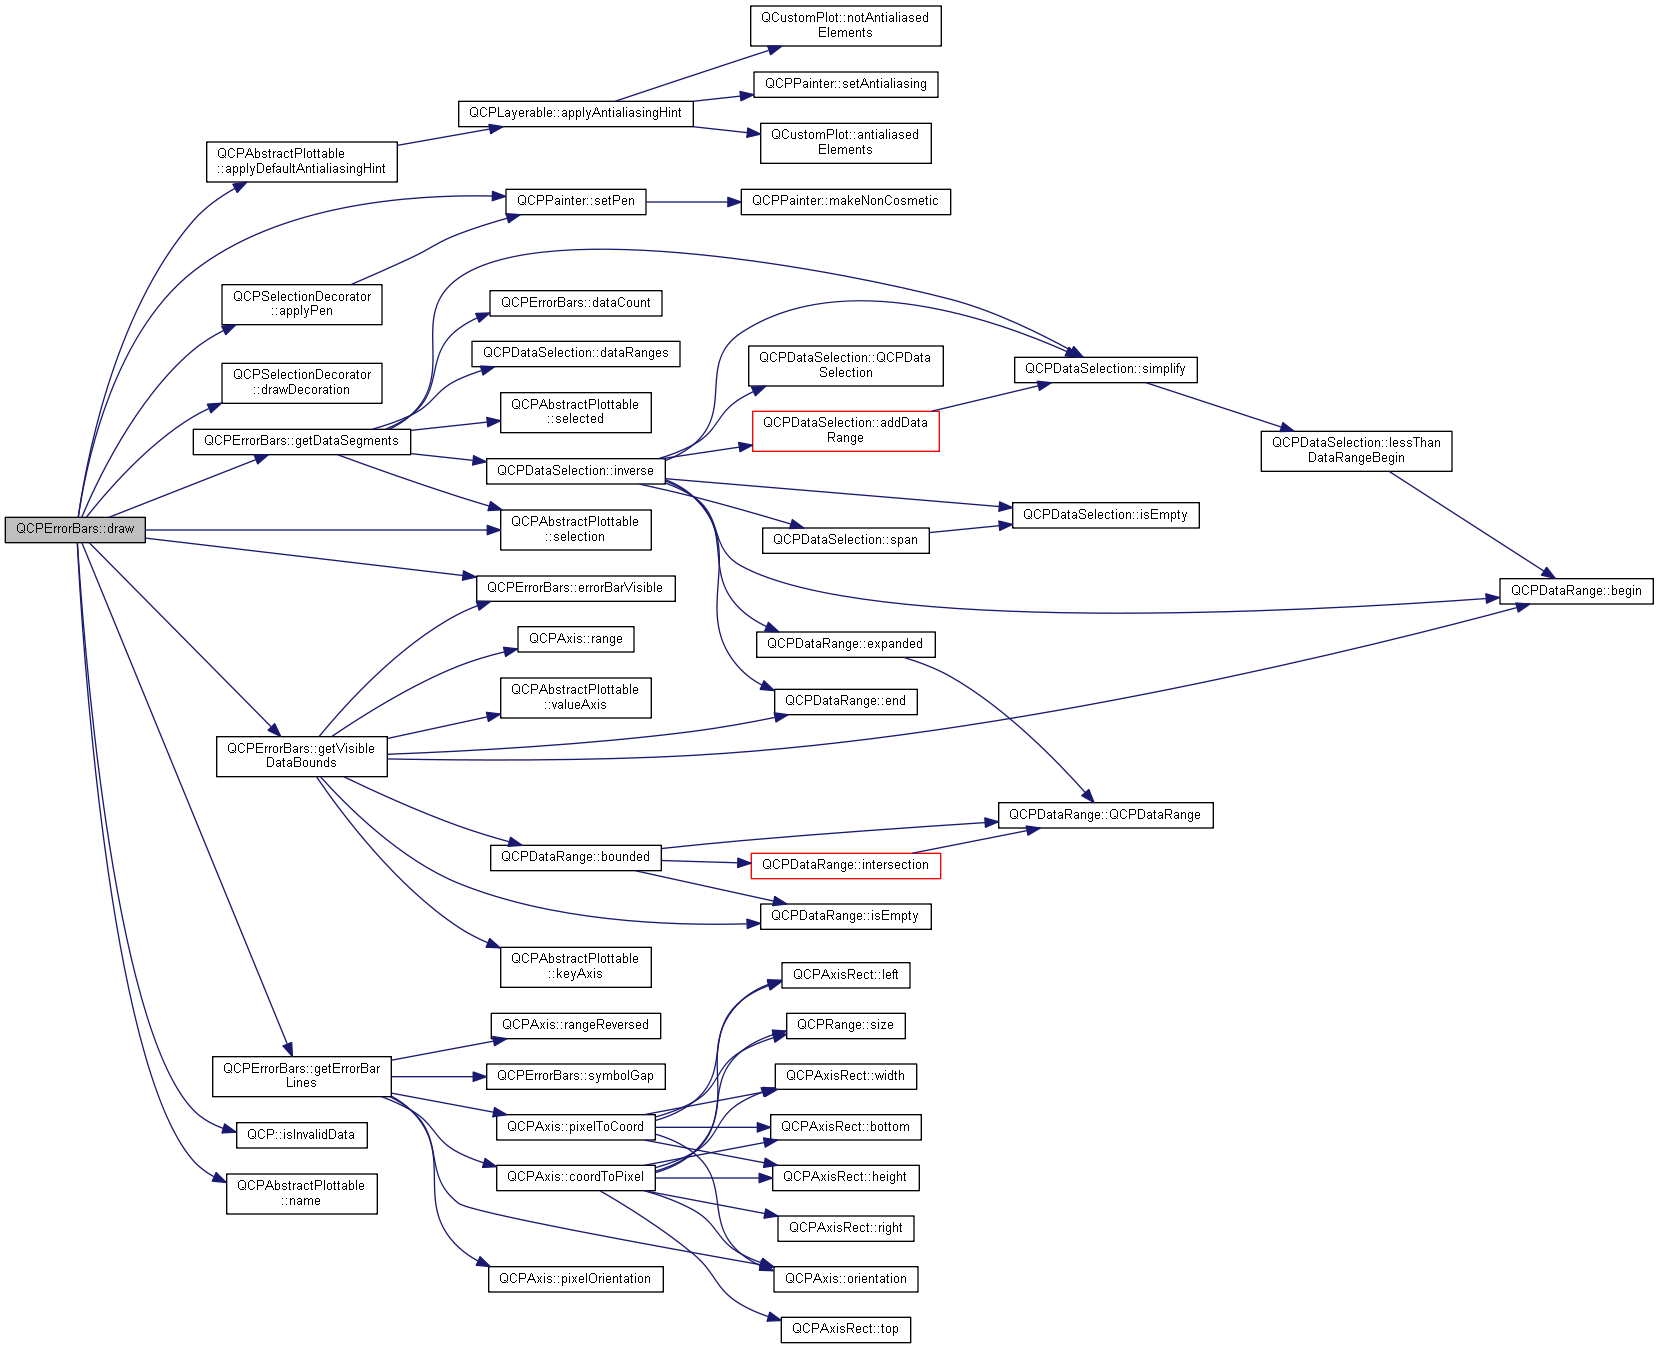 QCustomPlot::notAntialiased
Elements
QCPPainter::setAntialiasing
QCPLayerable::applyAntialiasingHint
QCustomPlot::antialiased
Elements
QCPAbstractPlottable
::applyDefaultAntialiasingHint
QCPPainter::setPen
QCPPainter::makeNonCosmetic
QCPSelectionDecorator
::applyPen
QCPErrorBars::dataCount
QCPDataSelection::dataRanges
QCPDataSelection::QCPData
Selection
QCPDataSelection::simplify
QCPSelectionDecorator
::drawDecoration
QCPAbstractPlottable
::selected
QCPDataSelection::addData
Range
QCPErrorBars::getDataSegments
QCPDataSelection::lessThan
DataRangeBegin
QCPDataSelection::inverse
QCPDataSelection::isEmpty
QCPErrorBars::draw
QCPAbstractPlottable
::selection
QCPDataSelection::span
QCPErrorBars::errorBarVisible
QCPDataRange::begin
QCPAxis::range
QCPDataRange::expanded
QCPAbstractPlottable
::valueAxis
QCPDataRange::end
QCPErrorBars::getVisible
DataBounds
QCPDataRange::QCPDataRange
QCPDataRange::bounded
QCPDataRange::intersection
QCPDataRange::isEmpty
QCPAbstractPlottable
::keyAxis
QCPAxisRect::left
QCPAxis::rangeReversed
QCPRange::size
QCPErrorBars::getErrorBar
Lines
QCPErrorBars::symbolGap
QCPAxisRect::width
QCPAxis::pixelToCoord
QCPAxisRect::bottom
QCP::isInvalidData
QCPAxis::coordToPixel
QCPAxisRect::height
QCPAbstractPlottable
::name
QCPAxisRect::right
QCPAxis::pixelOrientation
QCPAxis::orientation
QCPAxisRect::top